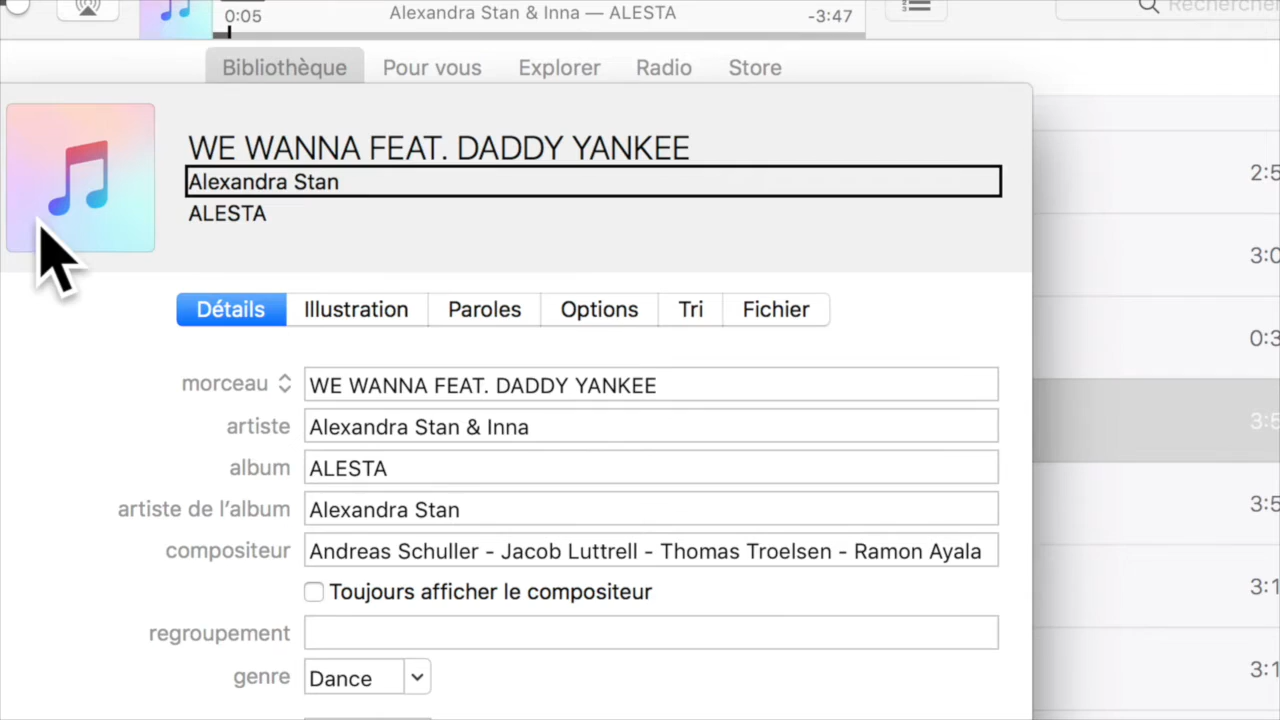 0:05
Alexandra Stan & Inna — ALESTA
-3:47
Rechercher
Bibliothèque
Pour vous
Explorer
Radio
Store
WE WANNA FEAT. DADDY YANKEE
Alexandra Stan
ALESTA
Détails
Illustration
Paroles
Options
Tri
Fichier
morceau
WE WANNA FEAT. DADDY YANKEE
artiste
Alexandra Stan & Inna
album
ALESTA
artiste de l’album
Alexandra Stan
compositeur
Andreas Schuller - Jacob Luttrell - Thomas Troelsen - Ramon Ayala
Toujours afficher le compositeur
regroupement
genre
Dance